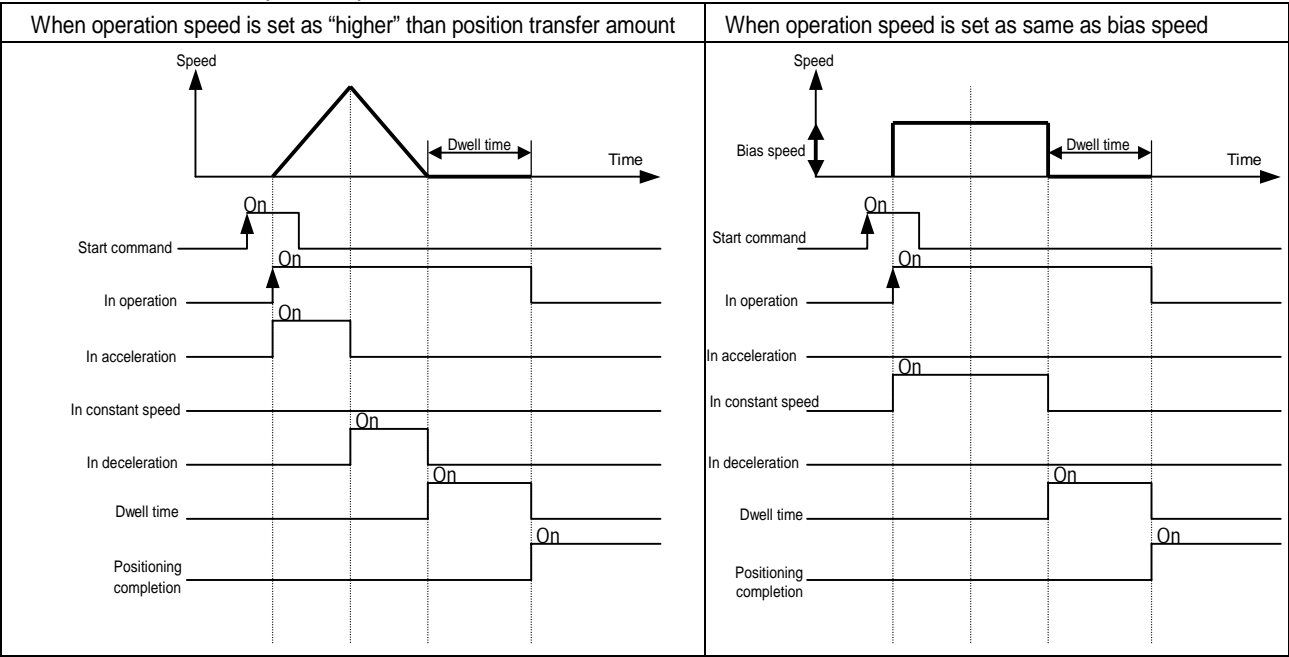 When operation speed is set as “higher” than position transfer amount
When operation speed is set as same as bias speed
Speed
Dwell time
Time
On
Start command
On
In operation
On
In acceleration
In constant speed
On
In deceleration
On
Dwell time
On
Positioning
completion
Speed
Bias speed
Dwell time
Time
On
Start command
On
In operation
In acceleration
On
In constant speed
In deceleration
On
Dwell time
On
Positioning
completion